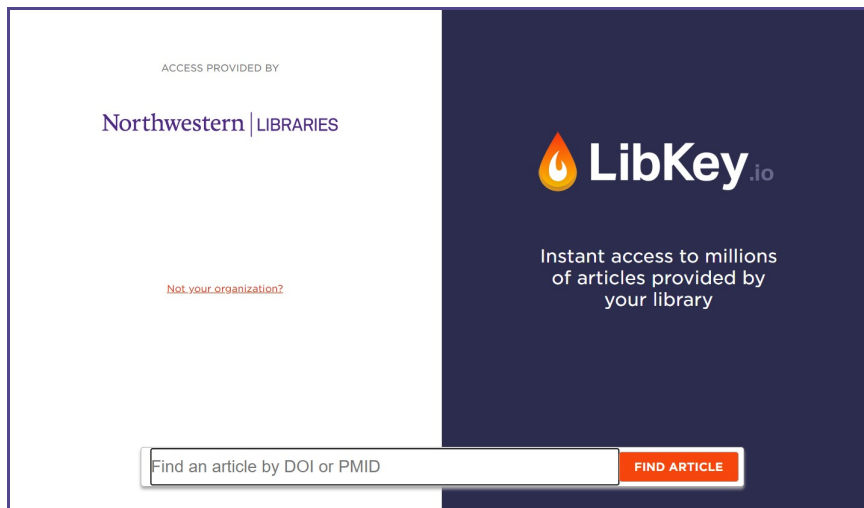 ACCESS PROVIDED BY
Northwestern | LIBRARIES
Not your organization?
LibKey.io
Instant access to millions
of articles provided by
your library
Find an article by DOI or PMID
FIND ARTICLE